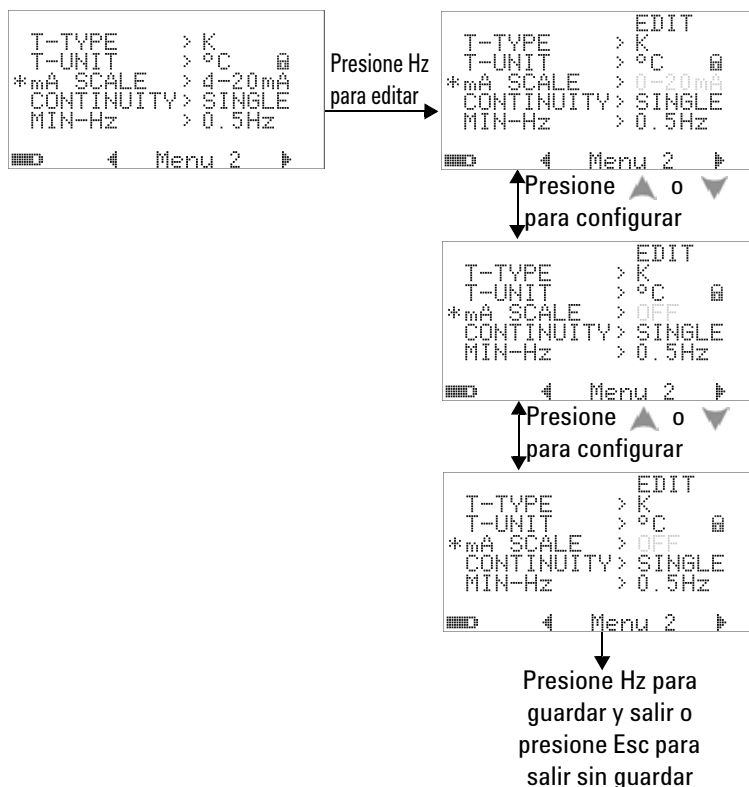 T-TYPE > K
T-UNIT > °C
*mA SCALE > 4-20mA
CONTINUITY> SINGLE
MIN-Hz > 0.5Hz
Menu 2
Presione Hz
para editar
EDIT
T-TYPE > K
T-UNIT > °C
*mA SCALE > 0-20mA
CONTINUITY> SINGLE
MIN-Hz > 0.5Hz
Menu 2
Presione o
para configurar
EDIT
T-TYPE > K
T-UNIT > °C
*mA SCALE > OFF
CONTINUITY> SINGLE
MIN-Hz > 0.5Hz
Menu 2
Presione o
para configurar
EDIT
T-TYPE > K
T-UNIT > °C
*mA SCALE > OFF
CONTINUITY> SINGLE
MIN-Hz > 0.5Hz
Menu 2
Presione Hz para
guardar y salir o
presione Esc para
salir sin guardar